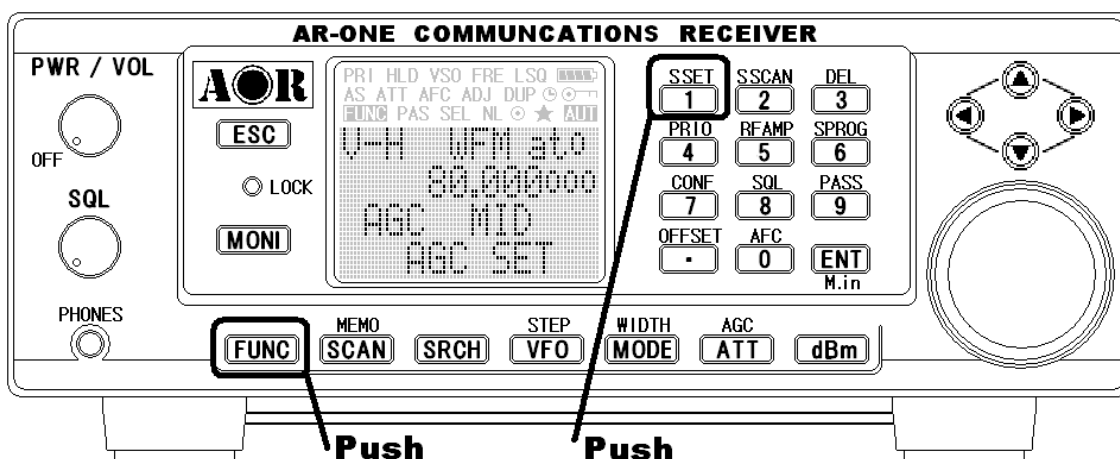 AR-ONE COMMUNCATIONS RECEIVER
PWR / VOL
OFF
SQL
PHONES
AOR
ESC
LOCK
MONI
PRI HLD VSO FRE LSQ
AS ATT AFC ADJ DUP
FUNC PAS SEL NL ★ AUT
V-H WFM ato
80.000000
AGC MID
AGC SET
SSET SSCAN DEL
1 2 3
PRIO RFAMP SPROG
4 5 6
CONF SQL PASS
7 8 9
OFFSET AFC
. 0 ENT
M.in
MEMO STEP WIDTH AGC
FUNC SCAN SRCH VFO MODE ATT dBm
Push Push